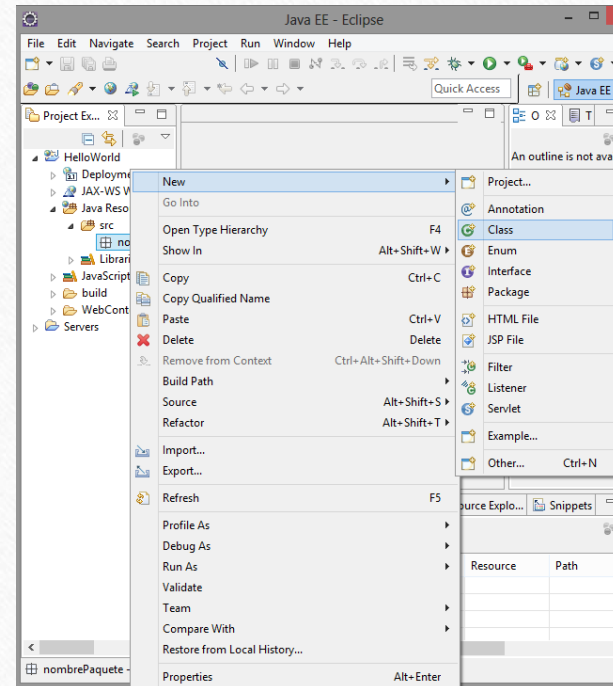 Java EE - Eclipse
File Edit Navigate Search Project Run Window Help
Quick Access
Java EE
Project Ex...
O
T
An outline is not ava
HelloWorld
Deployme
JAX-WS W
Java Reso
src
no
Librari
JavaScript
build
WebCont
Servers
New
Go Into
Open Type Hierarchy F4
Show In Alt+Shift+W
Copy Ctrl+C
Copy Qualified Name
Paste Ctrl+V
Delete Delete
Remove from Context Ctrl+Alt+Shift+Down
Build Path
Source Alt+Shift+S
Refactor Alt+Shift+T
Import...
Export...
Refresh F5
Profile As
Debug As
Run As
Validate
Team
Compare With
Restore from Local History...
Properties Alt+Enter
Project...
Annotation
Class
Enum
Interface
Package
HTML File
JSP File
Filter
Listener
Servlet
Example...
Other... Ctrl+N
ource Explo... Snippets
Resource Path
nombrePaquete -